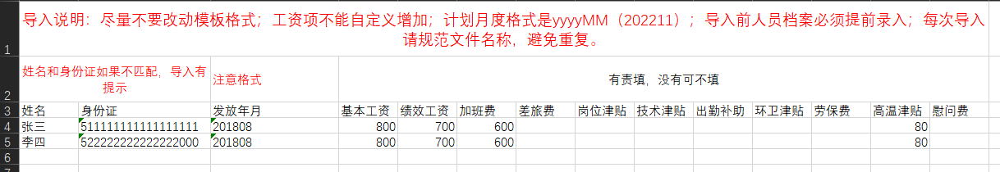 导入说明：尽量不要改动模板格式；工资项不能自定义增加；计划月度格式是yyyyMM（202211）；导入前人员档案必须提前录入；每次导入
请规范文件名称，避免重复。
1
姓名和身份证如果不匹配，导入有
提示
注意格式
有责填，没有可不填
2
3 姓名 身份证 发放年月 基本工资 绩效工资 加班费 差旅费 岗位津贴 技术津贴 出勤补助 环卫津贴 劳保费 高温津贴 慰问费
4 张三 511111111111111111 201808 800 700 600 80
5 李四 522222222222222000 201808 800 700 600 80
6
7